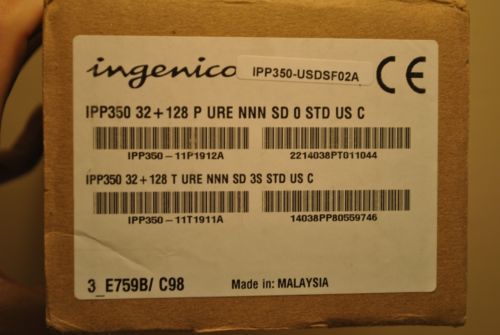 ingenico IPP350-USDSF02A CE
IPP350 32+128 P URE NNN SD 0 STD US C
IPP350-11P1912A 2214038PT011044
IPP350 32+128 T URE NNN SD 3S STD US C
IPP350-11T1911A 14038PP80559746
3_E759B/ C98 Made in: MALAYSIA